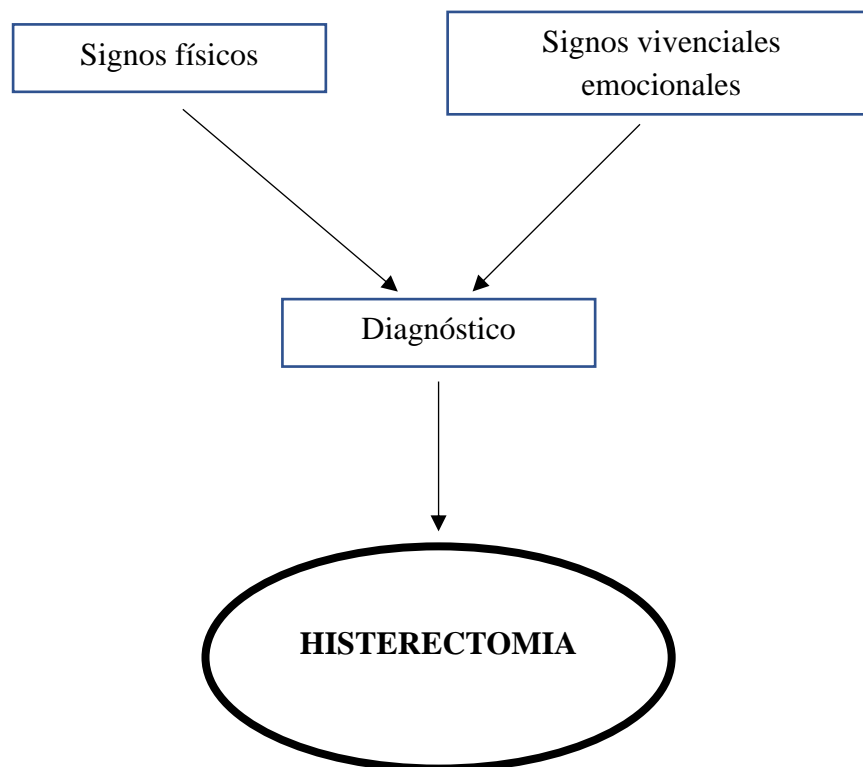 Signos físicos
Signos vivenciales
emocionales
Diagnóstico
HISTERECTOMIA